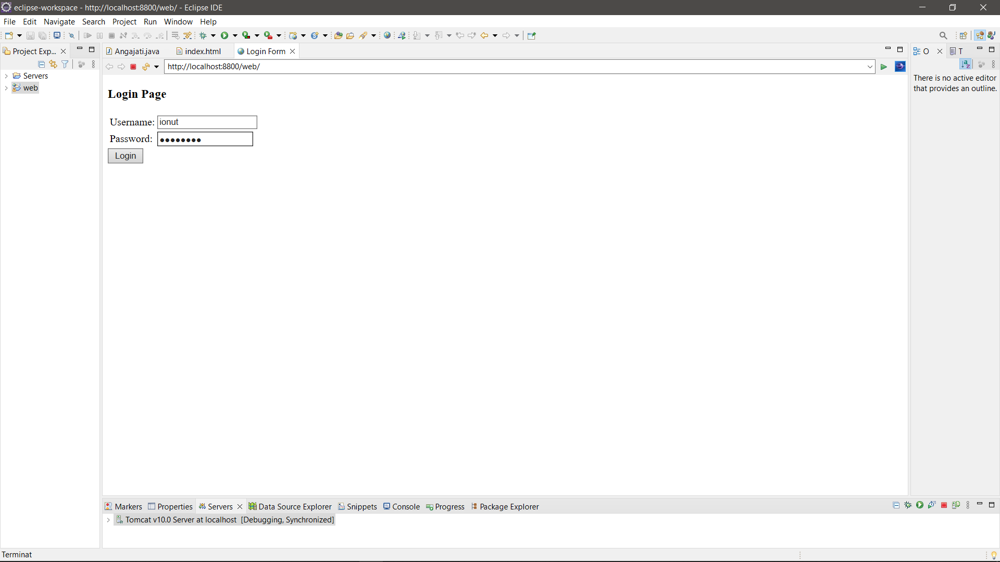 eclipse-workspace - http://localhost:8800/web/ - Eclipse IDE
File Edit Navigate Search Project Run Window Help
Project Exp...
Angajati.java index.html Login Form
O T
http://localhost:8800/web/
Servers
web
There is no active editor
that provides an outline.
Login Page
Username: ionut
Password: ●●●●●●●●
Login
Markers Properties Servers Data Source Explorer Snippets Console Progress Package Explorer
Tomcat v10.0 Server at localhost [Debugging, Synchronized]
Terminat